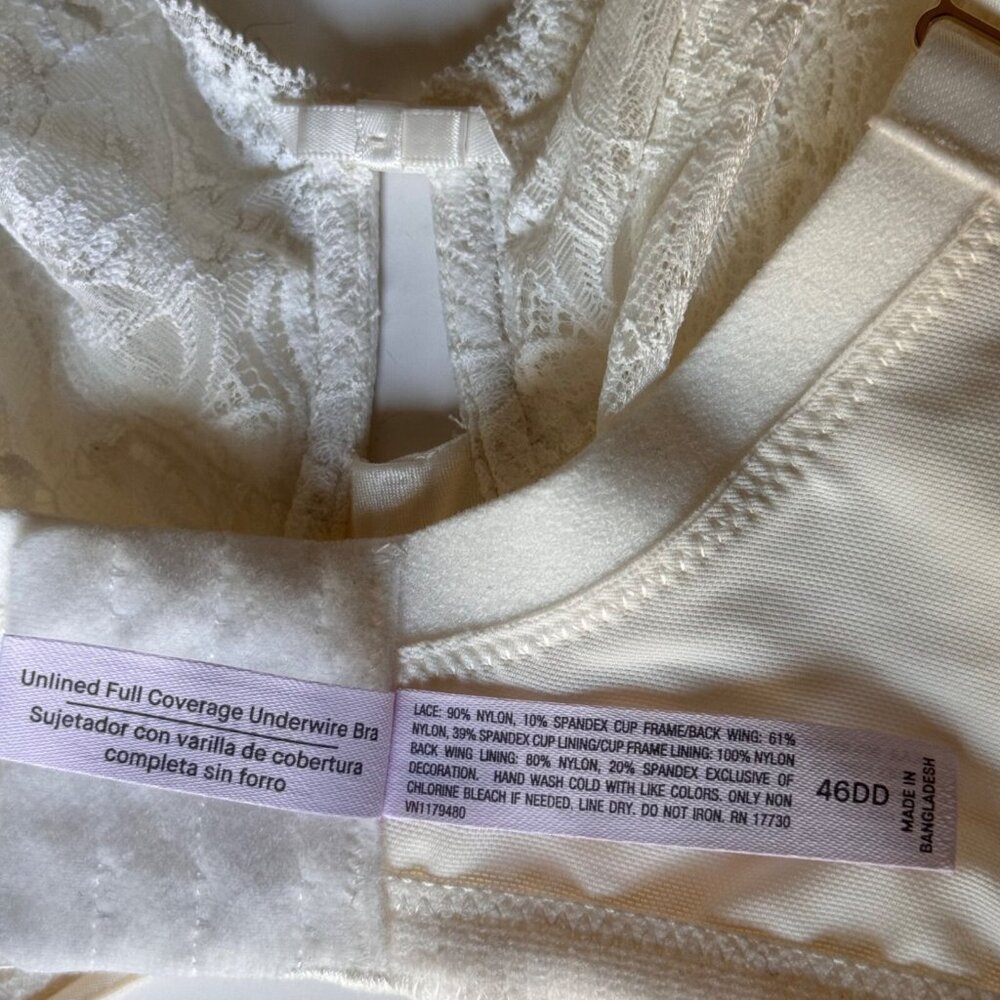 Unlined Full Coverage Underwire Bra
Sujetador con varilla de cobertura
completa sin forro
LACE: 90% NYLON, 10% SPANDEX CUP FRAME/BACK WING: 61%
NYLON, 39% SPANDEX CUP LINING/CUP FRAME LINING: 100% NYLON
BACK WING LINING: 80% NYLON, 20% SPANDEX EXCLUSIVE OF
DECORATION. HAND WASH COLD WITH LIKE COLORS. ONLY NON
CHLORINE BLEACH IF NEEDED. LINE DRY. DO NOT IRON. RN 17730
VN1179480
46DD
MADE IN
BANGLADESH